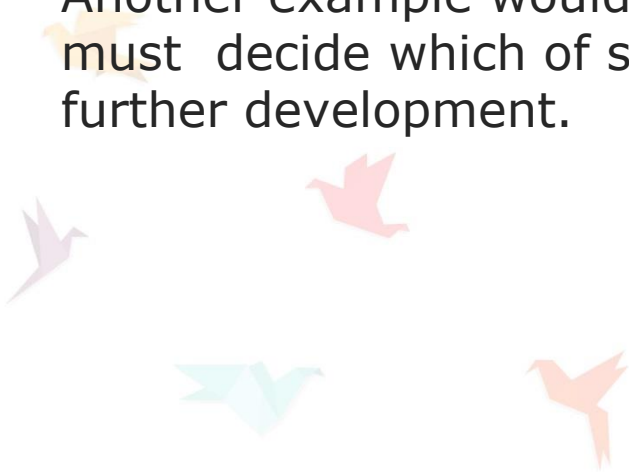 Another example would
must decide which of s
further development.